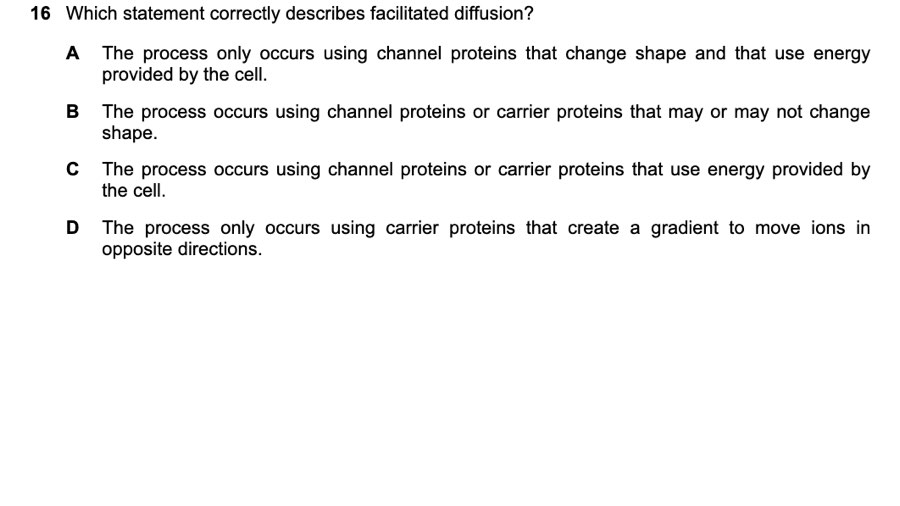 16 Which statement correctly describes facilitated diffusion?
A The process only occurs using channel proteins that change shape and that use energy
provided by the cell.
B The process occurs using channel proteins or carrier proteins that may or may not change
shape.
C The process occurs using channel proteins or carrier proteins that use energy provided by
the cell.
D The process only occurs using carrier proteins that create a gradient to move ions in
opposite directions.